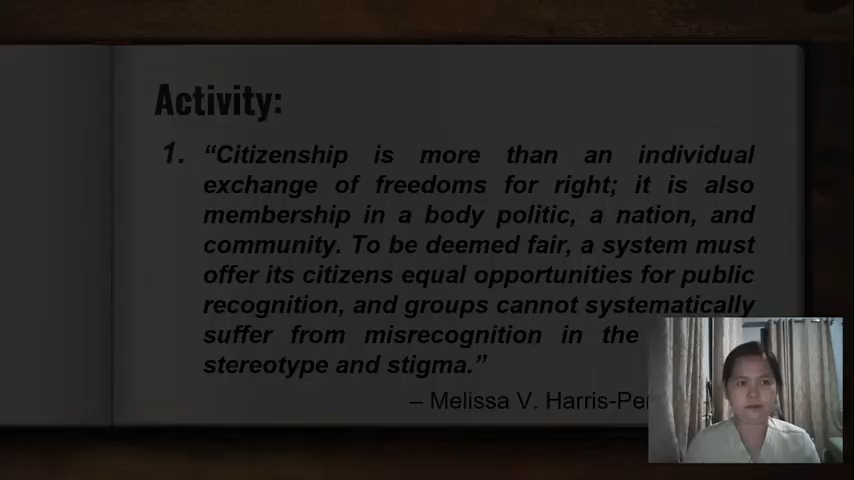 Activity:
1. “Citizenship is more than an individual
exchange of freedoms for right; it is also
membership in a body politic, a nation, and
community. To be deemed fair, a system must
offer its citizens equal opportunities for public
recognition, and groups cannot systematically
suffer from misrecognition in the
stereotype and stigma.”
– Melissa V. Harris-